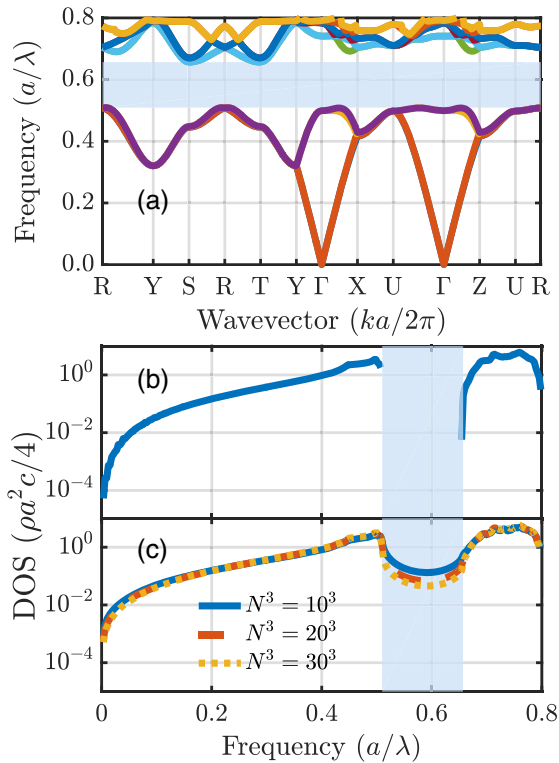 0.8
0.6
0.4
0.2
0.0
Frequency (a/λ)
(a)
R Y S R T Y Γ X U Γ Z U R
Wavevector (ka/2π)
10^0
10^-2
10^-4
(b)
10^0
10^-2
10^-4
DOS (ρa^2c/4)
(c)
N^3 = 10^3
N^3 = 20^3
N^3 = 30^3
0 0.2 0.4 0.6 0.8
Frequency (a/λ)